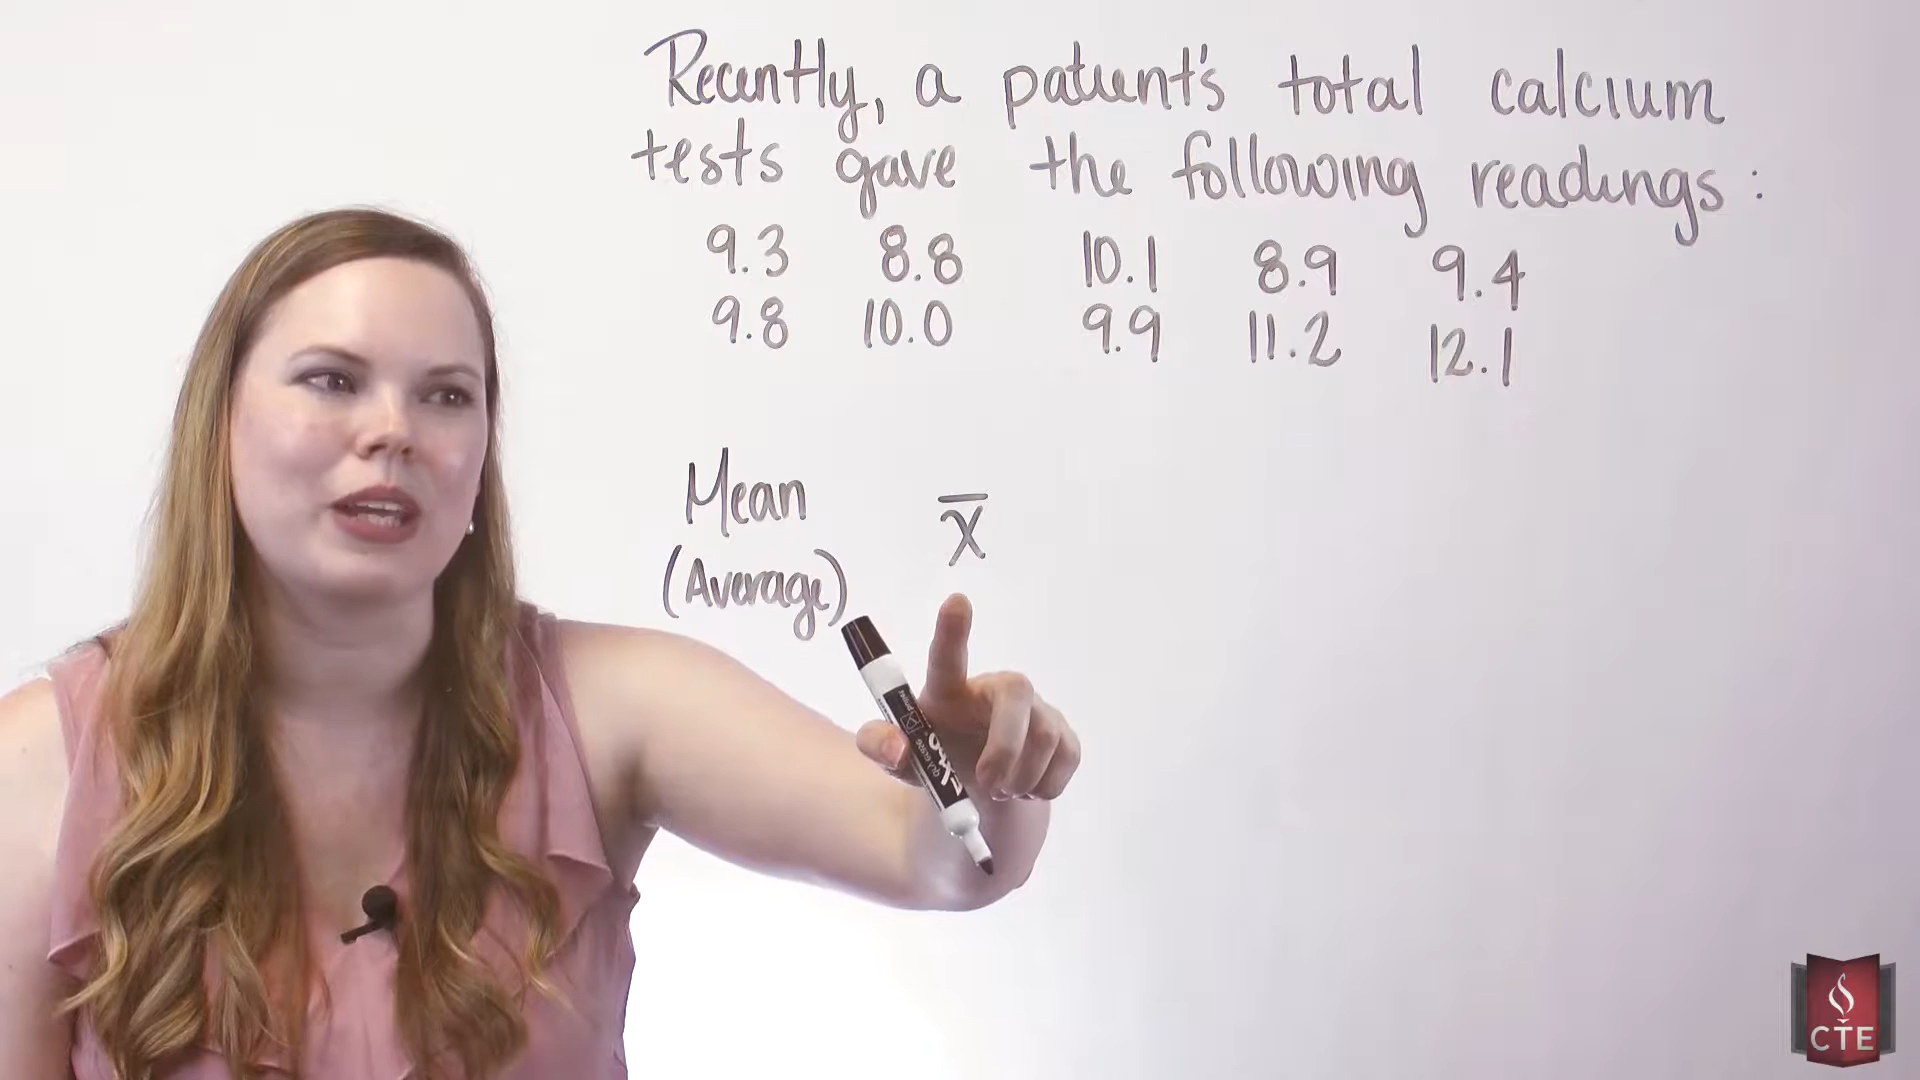 Recently, a patient's total calcium
tests gave the following readings:
9.3 8.8 10.1 8.9 9.4
9.8 10.0 9.9 11.2 12.1
Mean x̄
(Average)
EXPO
CTE